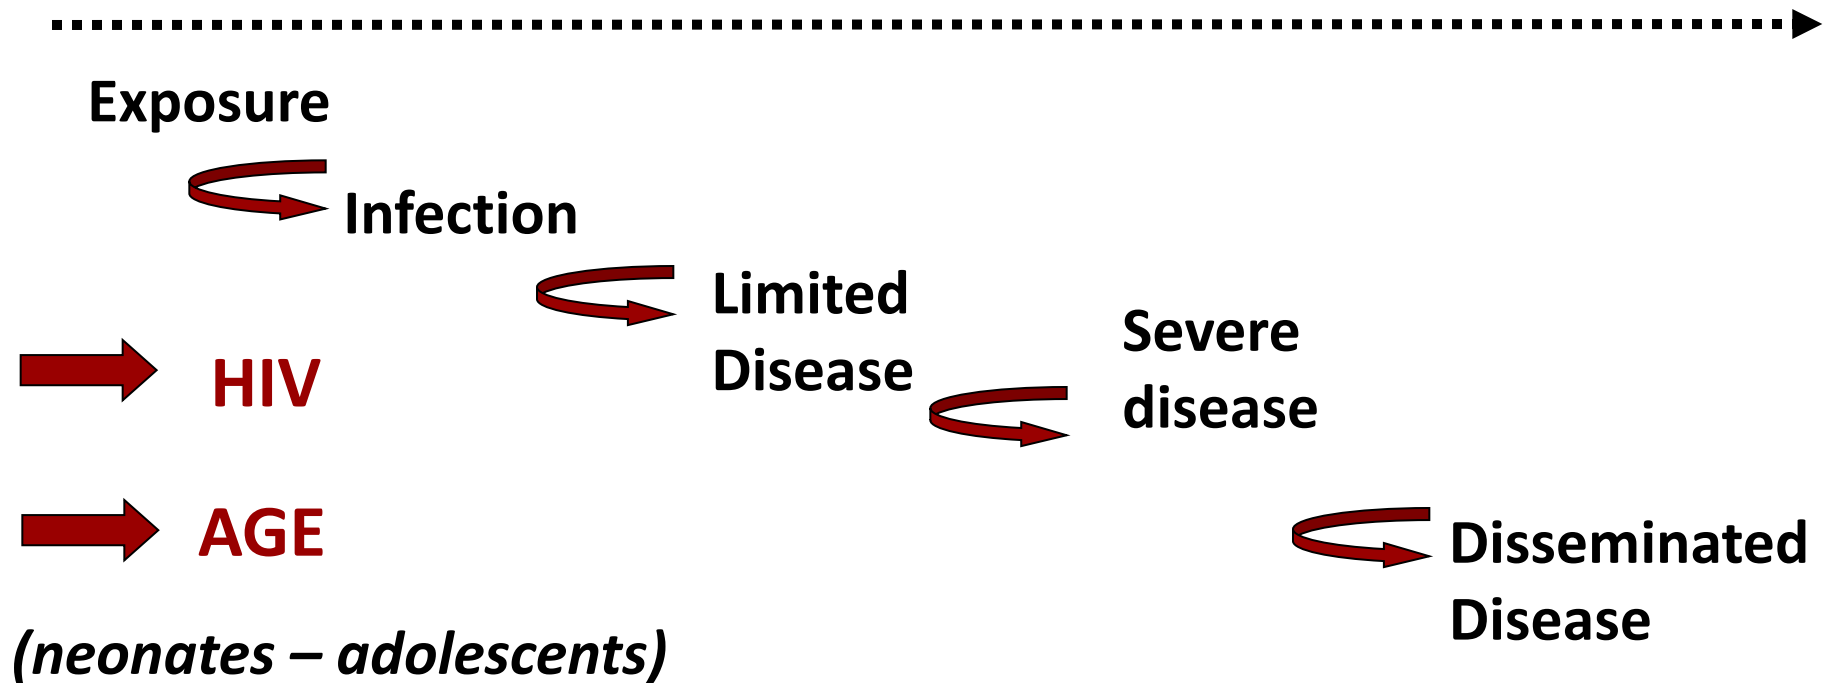 Exposure
Infection
Limited
Disease
Severe
disease
HIV
AGE
Disseminated
Disease
(neonates – adolescents)